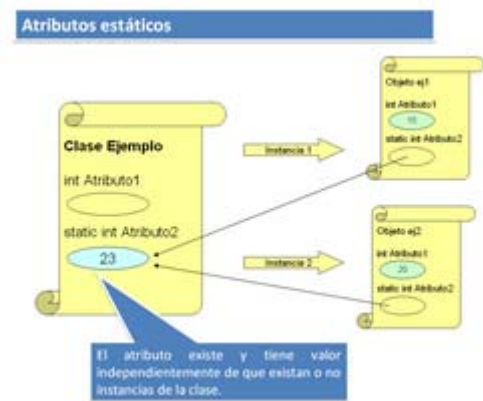 Atributos estáticos
Clase Ejemplo
int Atributo1
static int Atributo2
23
Instancia 1
Instancia 2
Objeto ej1
int Atributo1
static int Atributo2
Objeto ej2
int Atributo1
20
static int Atributo2
El atributo existe y tiene valor
independientemente de que existan o no
instancias de la clase.